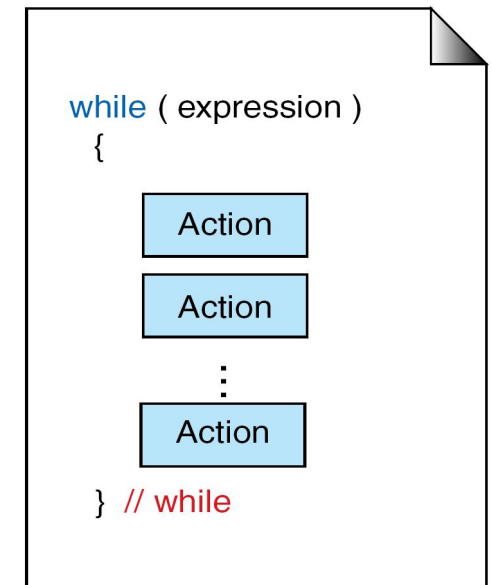 while ( expression )
{
Action
Action
⋮
Action
} // while